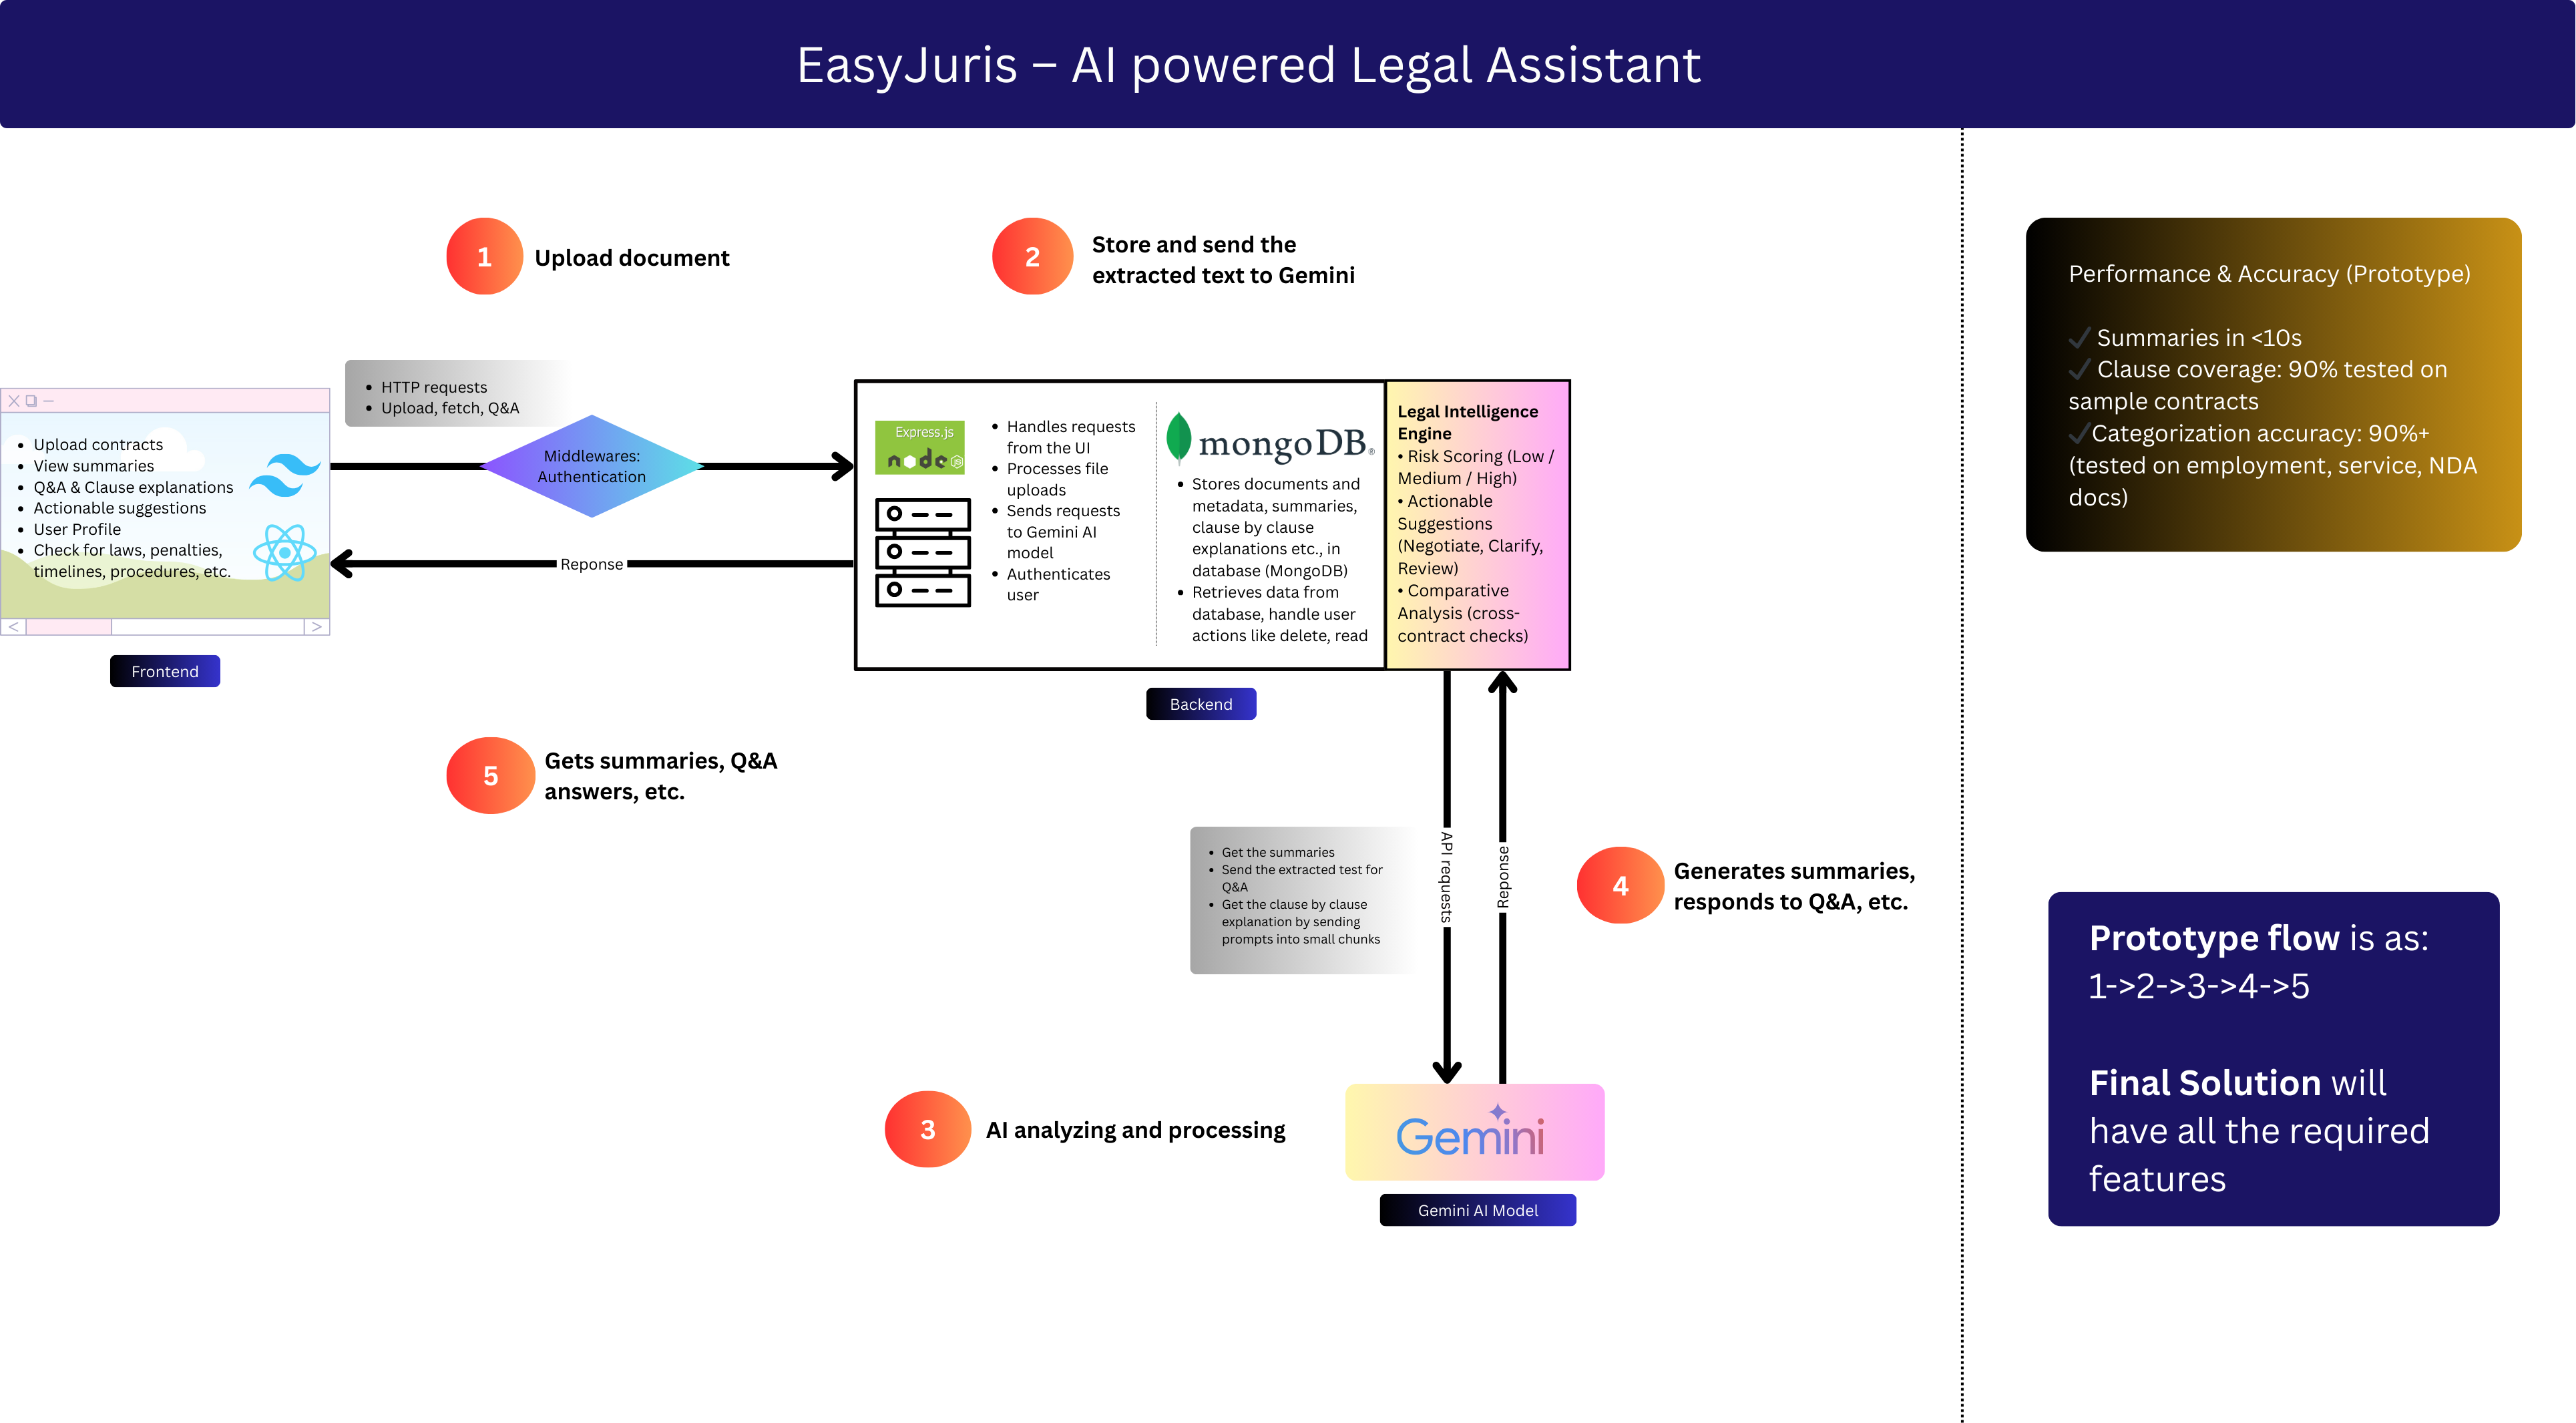 EasyJuris – AI powered Legal Assistant
1
Upload document
2
Store and send the
extracted text to Gemini
• HTTP requests
• Upload, fetch, Q&A
• Upload contracts
• View summaries
• Q&A & Clause explanations
• Actionable suggestions
• User Profile
• Check for laws, penalties,
timelines, procedures, etc.
Frontend
Middlewares:
Authentication
Reponse
Express.js
node JS
• Handles requests
from the UI
• Processes file
uploads
• Sends requests
to Gemini AI
model
• Authenticates
user
mongoDB®
• Stores documents and
metadata, summaries,
clause by clause
explanations etc., in
database (MongoDB)
• Retrieves data from
database, handle user
actions like delete, read
Legal Intelligence
Engine
• Risk Scoring (Low /
Medium / High)
• Actionable
Suggestions
(Negotiate, Clarify,
Review)
• Comparative
Analysis (cross-
contract checks)
Backend
5
Gets summaries, Q&A
answers, etc.
• Get the summaries
• Send the extracted test for
Q&A
• Get the clause by clause
explanation by sending
prompts into small chunks
API requests
Reponse
4
Generates summaries,
responds to Q&A, etc.
3
AI analyzing and processing
Gemini
Gemini AI Model
Performance & Accuracy (Prototype)
✔ Summaries in <10s
✔ Clause coverage: 90% tested on
sample contracts
✔Categorization accuracy: 90%+
(tested on employment, service, NDA
docs)
Prototype flow is as:
1->2->3->4->5
Final Solution will
have all the required
features